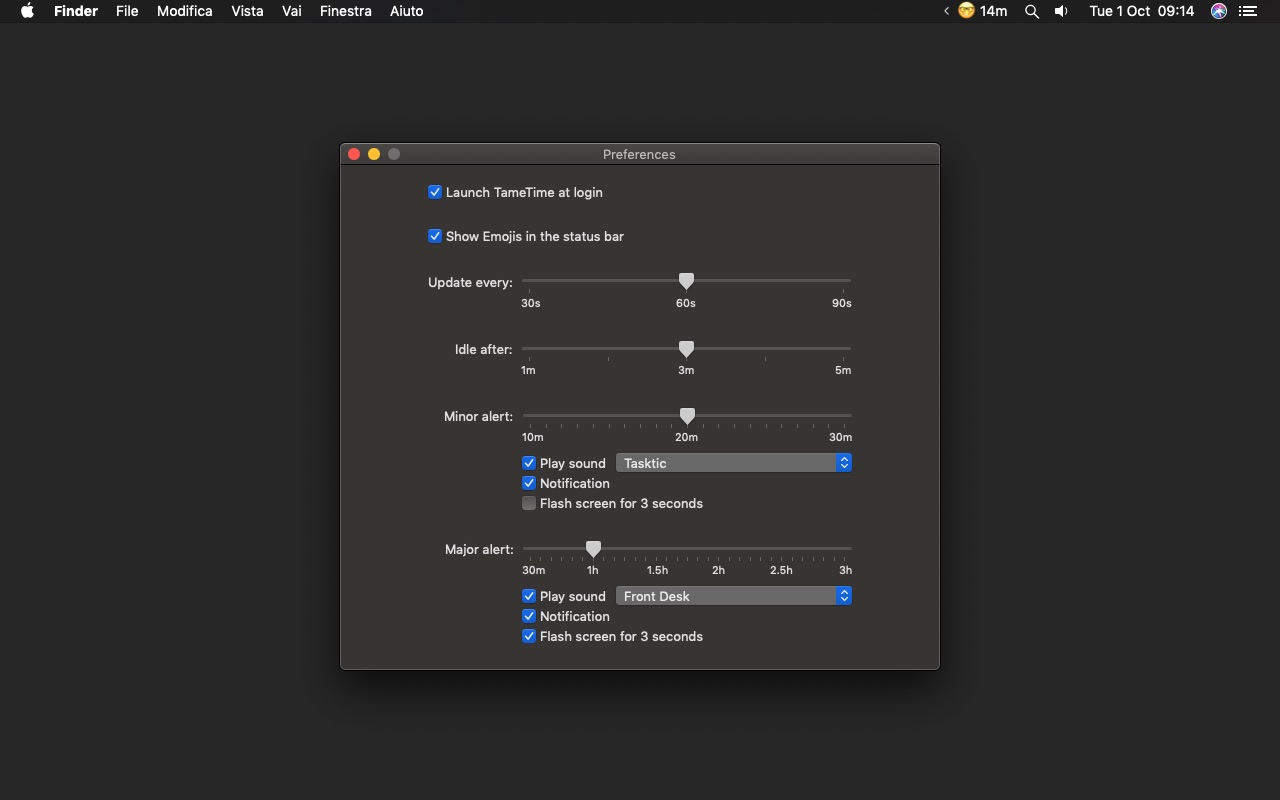 Finder File Modifica Vista Vai Finestra Aiuto 14m Tue 1 Oct 09:14
Preferences
Launch TameTime at login
Show Emojis in the status bar
Update every:
30s 60s 90s
Idle after:
1m 3m 5m
Minor alert:
10m 20m 30m
Play sound Tasktic
Notification
Flash screen for 3 seconds
Major alert:
30m 1h 1.5h 2h 2.5h 3h
Play sound Front Desk
Notification
Flash screen for 3 seconds